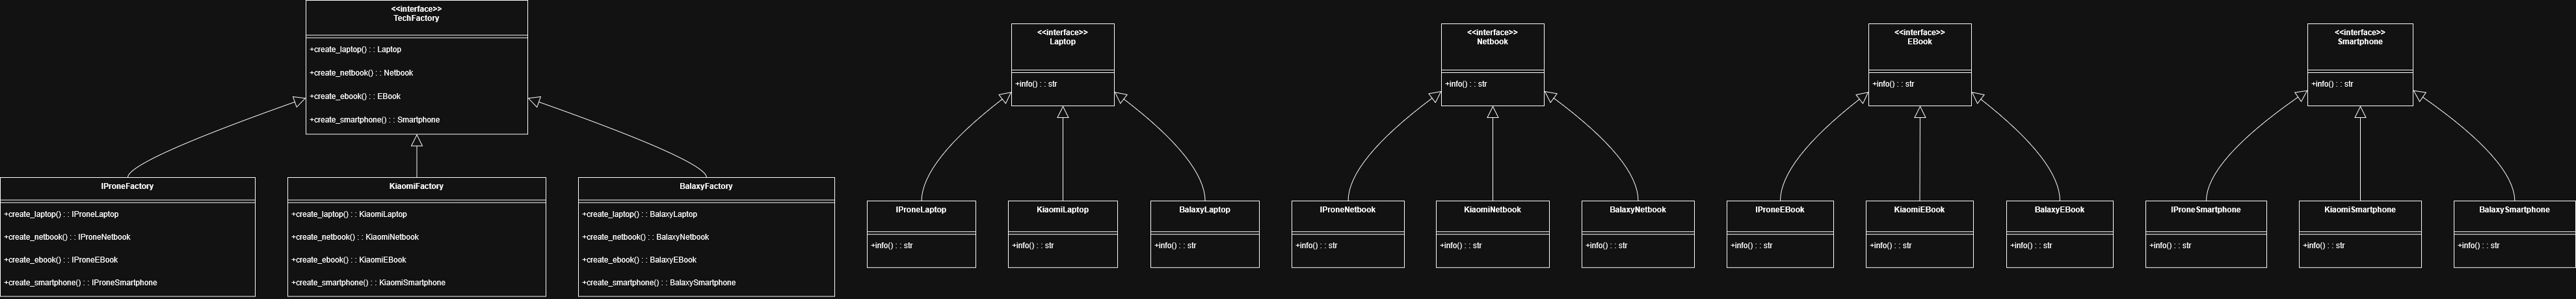 <<interface>>
TechFactory
+create_laptop() : : Laptop
+create_netbook() : : Netbook
+create_ebook() : : EBook
+create_smartphone() : : Smartphone
IProneFactory
+create_laptop() : : IProneLaptop
+create_netbook() : : IProneNetbook
+create_ebook() : : IProneEBook
+create_smartphone() : : IProneSmartphone
KiaomiFactory
+create_laptop() : : KiaomiLaptop
+create_netbook() : : KiaomiNetbook
+create_ebook() : : KiaomiEBook
+create_smartphone() : : KiaomiSmartphone
BalaxyFactory
+create_laptop() : : BalaxyLaptop
+create_netbook() : : BalaxyNetbook
+create_ebook() : : BalaxyEBook
+create_smartphone() : : BalaxySmartphone
<<interface>>
Laptop
+info() : : str
IProneLaptop
+info() : : str
KiaomiLaptop
+info() : : str
BalaxyLaptop
+info() : : str
<<interface>>
Netbook
+info() : : str
IProneNetbook
+info() : : str
KiaomiNetbook
+info() : : str
BalaxyNetbook
+info() : : str
<<interface>>
EBook
+info() : : str
IProneEBook
+info() : : str
KiaomiEBook
+info() : : str
BalaxyEBook
+info() : : str
<<interface>>
Smartphone
+info() : : str
IProneSmartphone
+info() : : str
KiaomiSmartphone
+info() : : str
BalaxySmartphone
+info() : : str